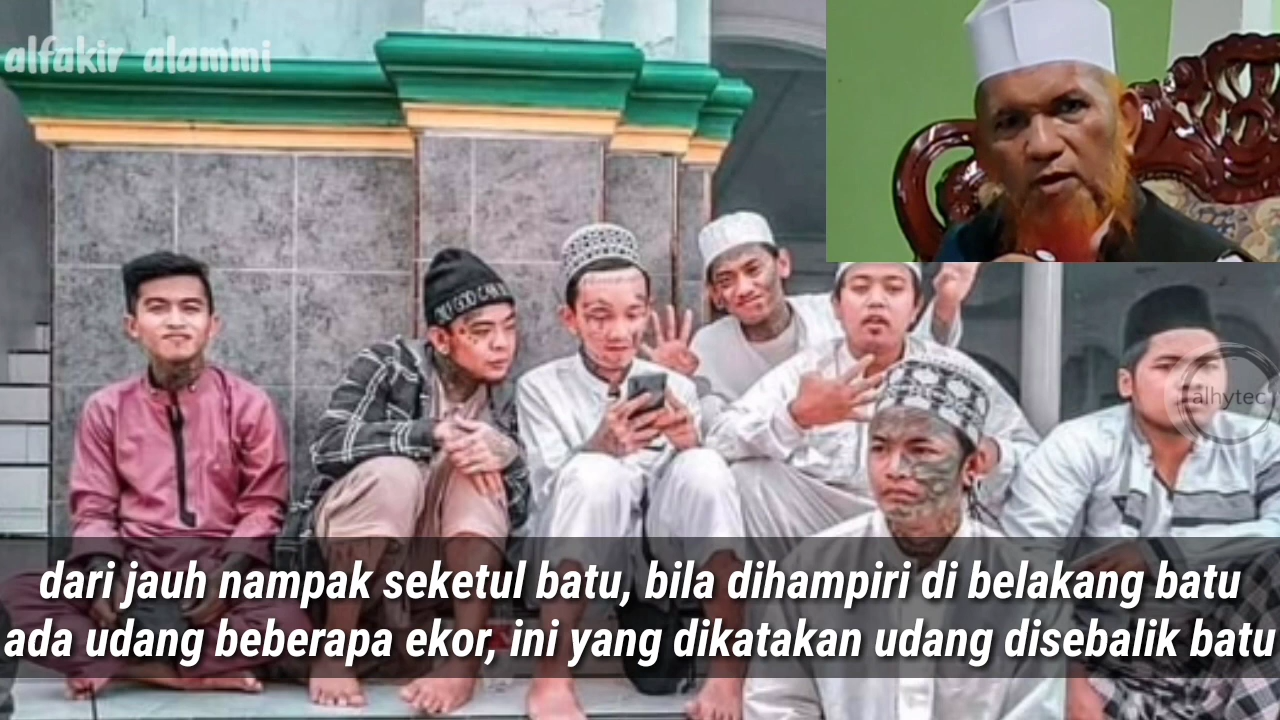 alfakir alammi
alhytec
dari jauh nampak seketul batu, bila dihampiri di belakang batu
ada udang beberapa ekor, ini yang dikatakan udang disebalik batu